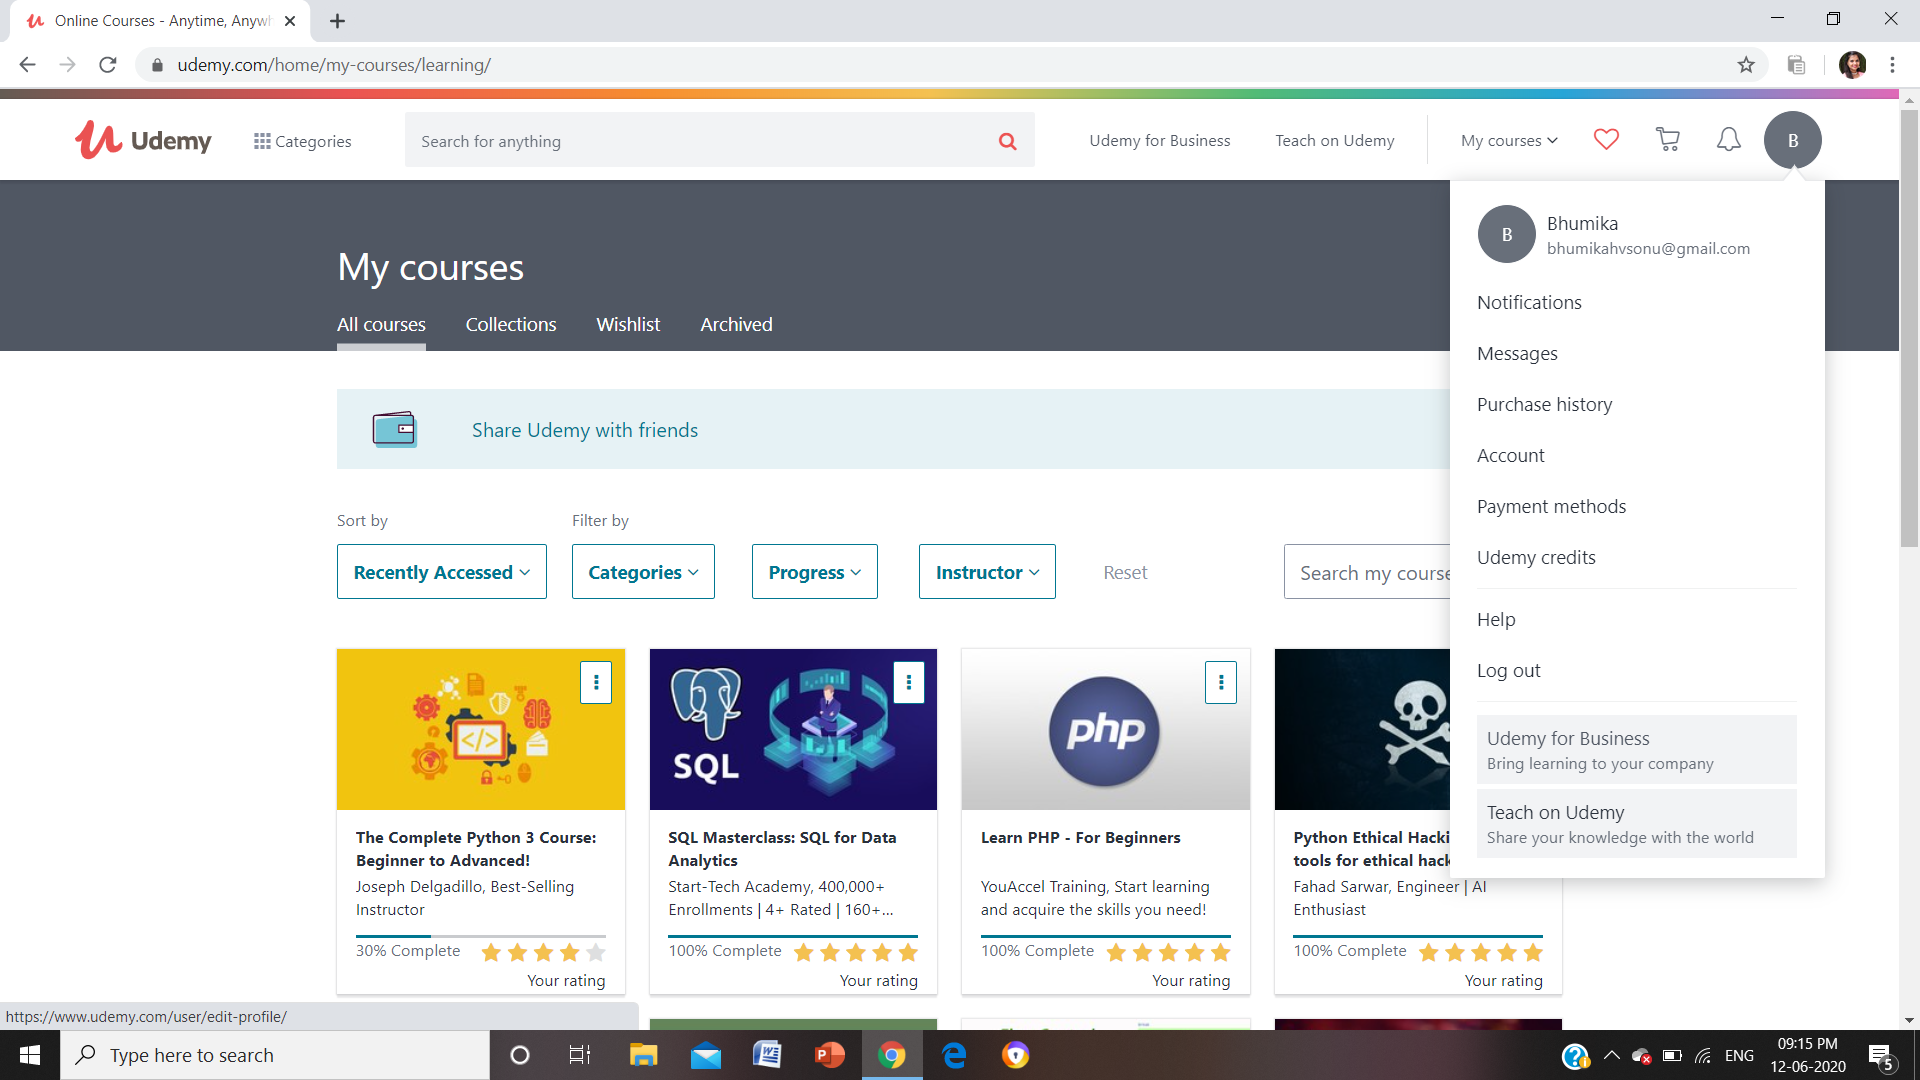 Online Courses - Anytime, Anywh
udemy.com/home/my-courses/learning/
Udemy
Categories
Search for anything
Udemy for Business
Teach on Udemy
My courses
B
B
Bhumika
bhumikahvsonu@gmail.com
Notifications
Messages
Purchase history
Account
Payment methods
Udemy credits
Help
Log out
Udemy for Business
Bring learning to your company
Teach on Udemy
Share your knowledge with the world
My courses
All courses
Collections
Wishlist
Archived
Share Udemy with friends
Sort by
Filter by
Recently Accessed
Categories
Progress
Instructor
Reset
Search my course
</>
SQL
php
The Complete Python 3 Course:
Beginner to Advanced!
Joseph Delgadillo, Best-Selling
Instructor
30% Complete
Your rating
SQL Masterclass: SQL for Data
Analytics
Start-Tech Academy, 400,000+
Enrollments | 4+ Rated | 160+...
100% Complete
Your rating
Learn PHP - For Beginners
YouAccel Training, Start learning
and acquire the skills you need!
100% Complete
Your rating
Python Ethical Hacki
tools for ethical hack
Fahad Sarwar, Engineer | AI
Enthusiast
100% Complete
Your rating
https://www.udemy.com/user/edit-profile/
Type here to search
ENG
09:15 PM
12-06-2020
5